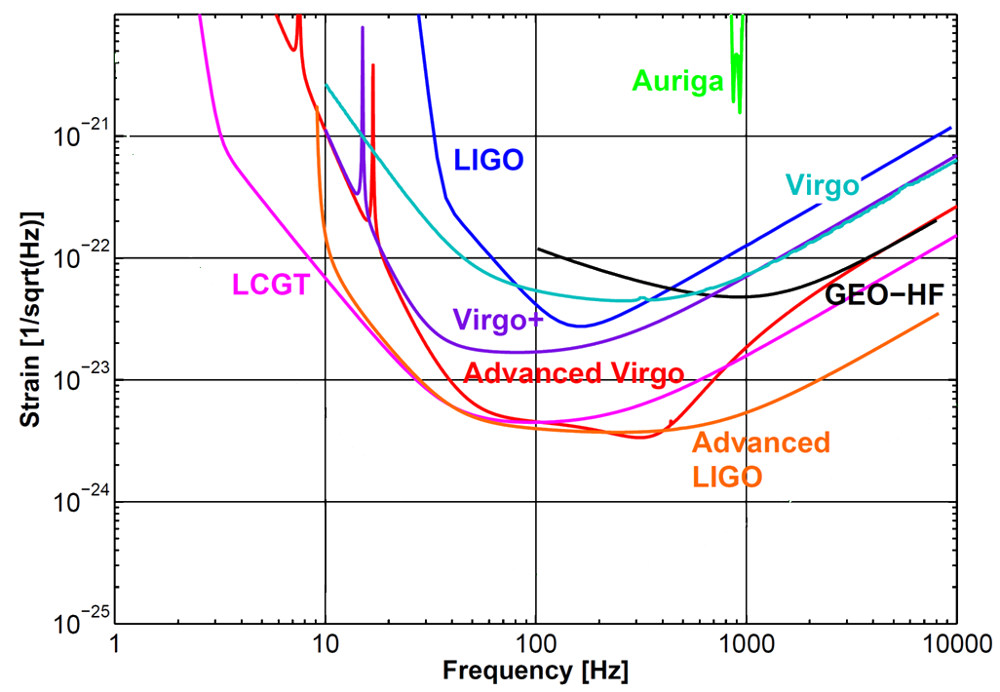 Auriga
10−21
LIGO
Virgo
10−22
LCGT
GEO−HF
Virgo+
Advanced Virgo
10−23
Advanced
LIGO
10−24
10−25
1 10 100 1000 10000
Frequency [Hz]
Strain [1/sqrt(Hz)]